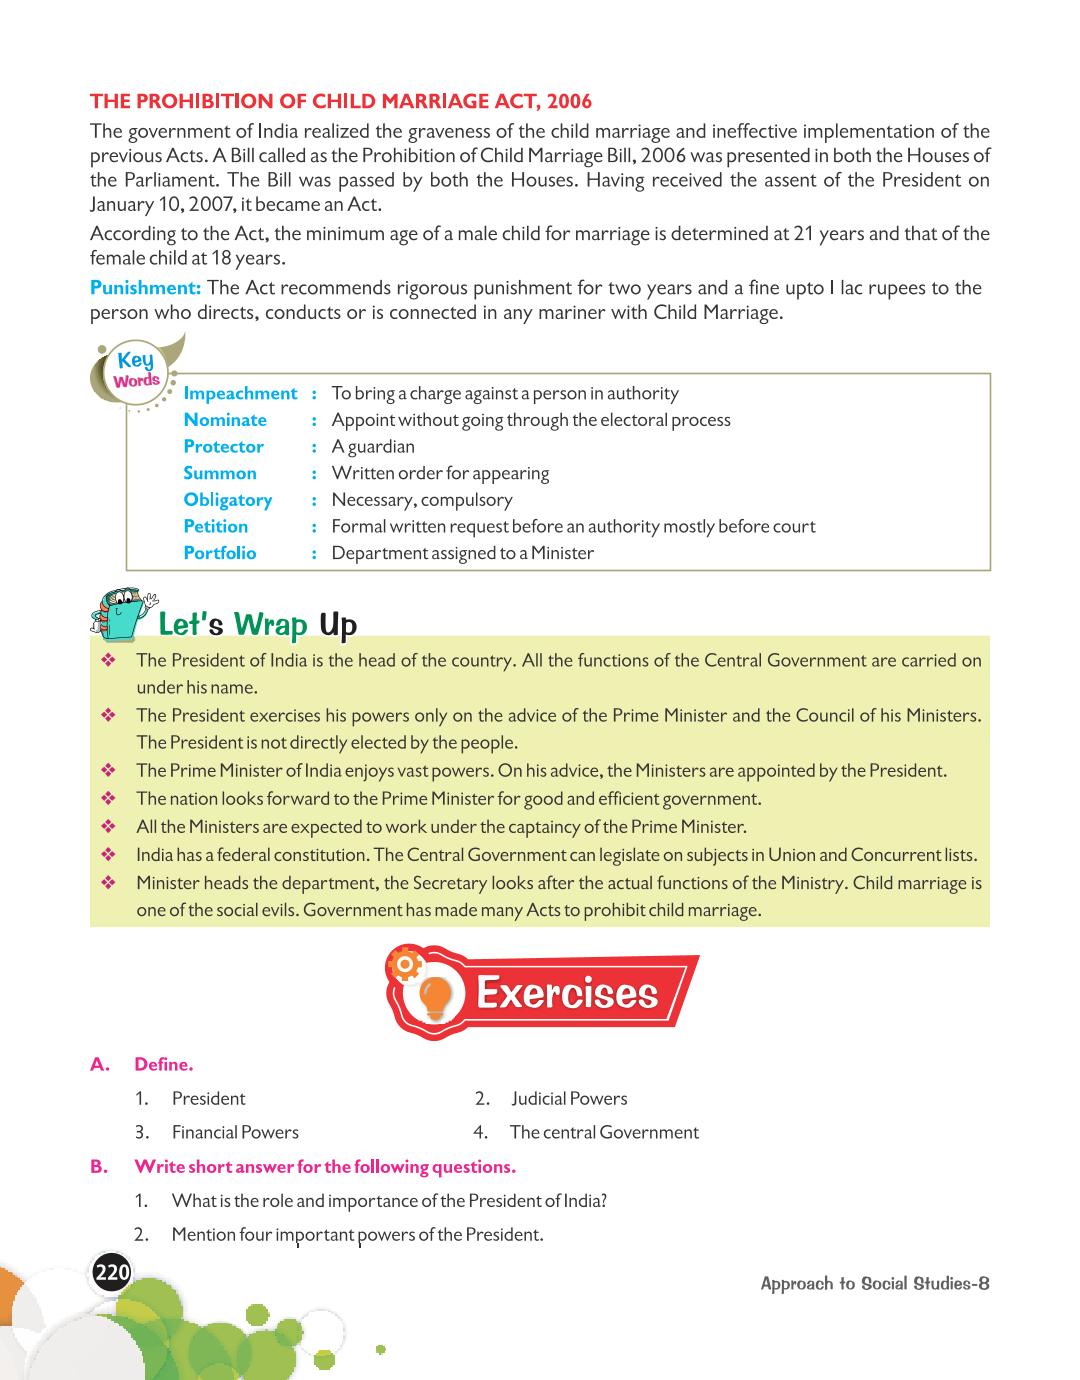 THE PROHIBITION OF CHILD MARRIAGE ACT, 2006
The government of India realized the graveness of the child marriage and ineffective implementation of the
previous Acts. A Bill called as the Prohibition of Child Marriage Bill, 2006 was presented in both the Houses of
the Parliament. The Bill was passed by both the Houses. Having received the assent of the President on
January 10, 2007, it became an Act.
According to the Act, the minimum age of a male child for marriage is determined at 21 years and that of the
female child at 18 years.
Punishment: The Act recommends rigorous punishment for two years and a fine upto I lac rupees to the
person who directs, conducts or is connected in any mariner with Child Marriage.
Key
Words
Impeachment : To bring a charge against a person in authority
Nominate : Appoint without going through the electoral process
Protector : A guardian
Summon : Written order for appearing
Obligatory : Necessary, compulsory
Petition : Formal written request before an authority mostly before court
Portfolio : Department assigned to a Minister
Let's Wrap Up
❖ The President of India is the head of the country. All the functions of the Central Government are carried on
under his name.
❖ The President exercises his powers only on the advice of the Prime Minister and the Council of his Ministers.
The President is not directly elected by the people.
❖ The Prime Minister of India enjoys vast powers. On his advice, the Ministers are appointed by the President.
❖ The nation looks forward to the Prime Minister for good and efficient government.
❖ All the Ministers are expected to work under the captaincy of the Prime Minister.
❖ India has a federal constitution. The Central Government can legislate on subjects in Union and Concurrent lists.
❖ Minister heads the department, the Secretary looks after the actual functions of the Ministry. Child marriage is
one of the social evils. Government has made many Acts to prohibit child marriage.
Exercises
A. Define.
1. President 2. Judicial Powers
3. Financial Powers 4. The central Government
B. Write short answer for the following questions.
1. What is the role and importance of the President of India?
2. Mention four important powers of the President.
220
Approach to Social Studies-8